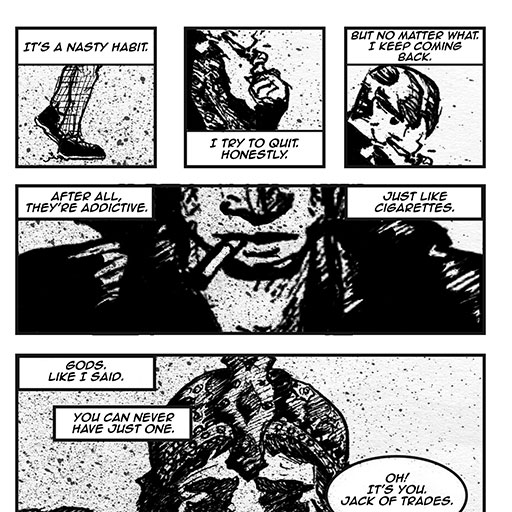 IT'S A NASTY HABIT.
I TRY TO QUIT.
HONESTLY.
BUT NO MATTER WHAT.
I KEEP COMING
BACK.
AFTER ALL,
THEY'RE ADDICTIVE.
JUST LIKE
CIGARETTES.
GODS.
LIKE I SAID.
YOU CAN NEVER
HAVE JUST ONE.
OH!
IT'S YOU.
JACK OF TRADES.